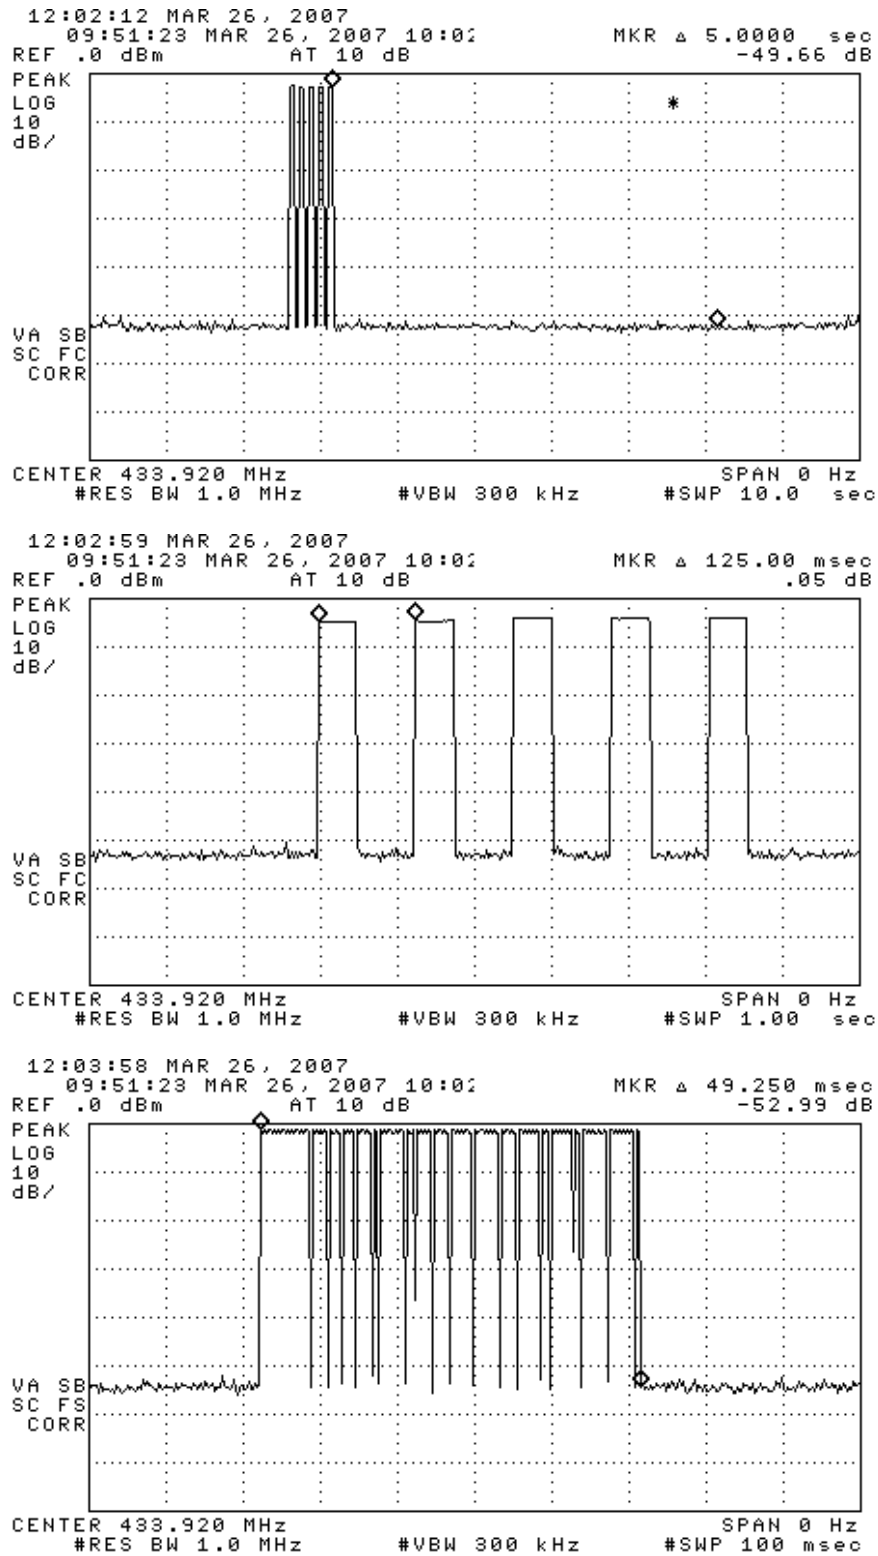 12:02:12 MAR 26, 2007
09:51:23 MAR 26, 2007 10:02 MKR Δ 5.0000 sec
REF .0 dBm AT 10 dB -49.66 dB
PEAK
LOG
10
dB/
VA SB
SC FC
CORR
CENTER 433.920 MHz SPAN 0 Hz
#RES BW 1.0 MHz #VBW 300 kHz #SWP 10.0 sec
12:02:59 MAR 26, 2007
09:51:23 MAR 26, 2007 10:02 MKR Δ 125.00 msec
REF .0 dBm AT 10 dB .05 dB
PEAK
LOG
10
dB/
VA SB
SC FC
CORR
CENTER 433.920 MHz SPAN 0 Hz
#RES BW 1.0 MHz #VBW 300 kHz #SWP 1.00 sec
12:03:58 MAR 26, 2007
09:51:23 MAR 26, 2007 10:02 MKR Δ 49.250 msec
REF .0 dBm AT 10 dB -52.99 dB
PEAK
LOG
10
dB/
VA SB
SC FS
CORR
CENTER 433.920 MHz SPAN 0 Hz
#RES BW 1.0 MHz #VBW 300 kHz #SWP 100 msec